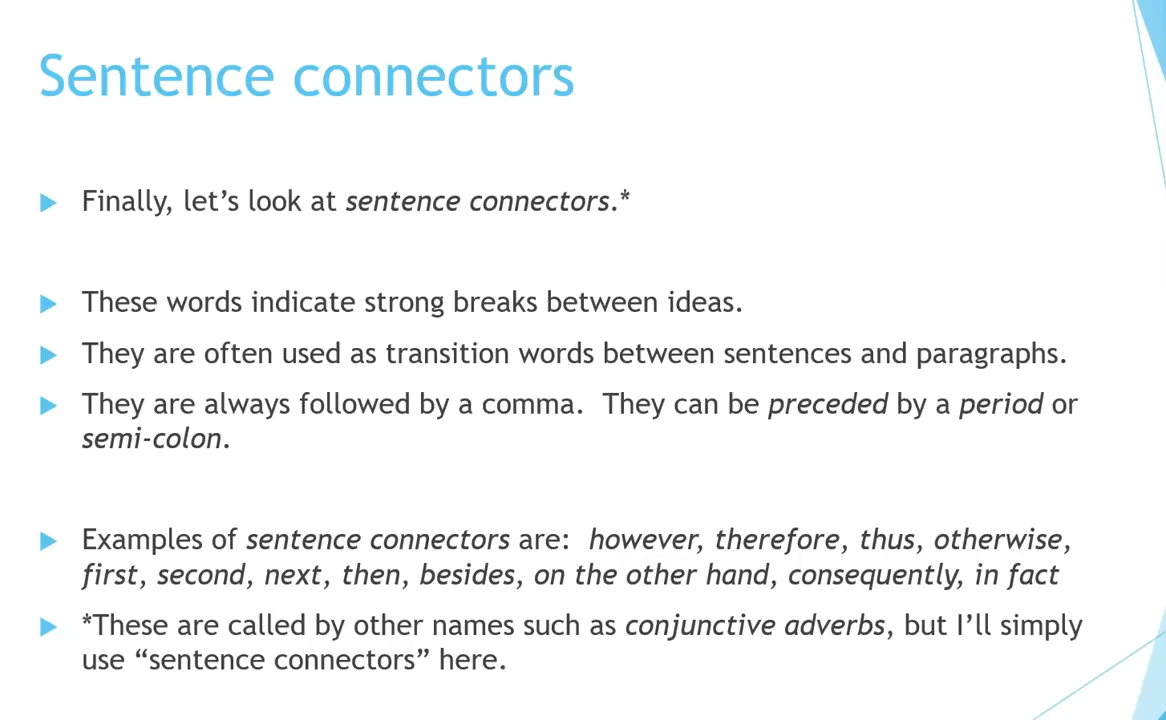 Sentence connectors
Finally, let’s look at sentence connectors.*
These words indicate strong breaks between ideas.
They are often used as transition words between sentences and paragraphs.
They are always followed by a comma.  They can be preceded by a period or
semi-colon.
Examples of sentence connectors are:  however, therefore, thus, otherwise,
first, second, next, then, besides, on the other hand, consequently, in fact
*These are called by other names such as conjunctive adverbs, but I’ll simply
use “sentence connectors” here.